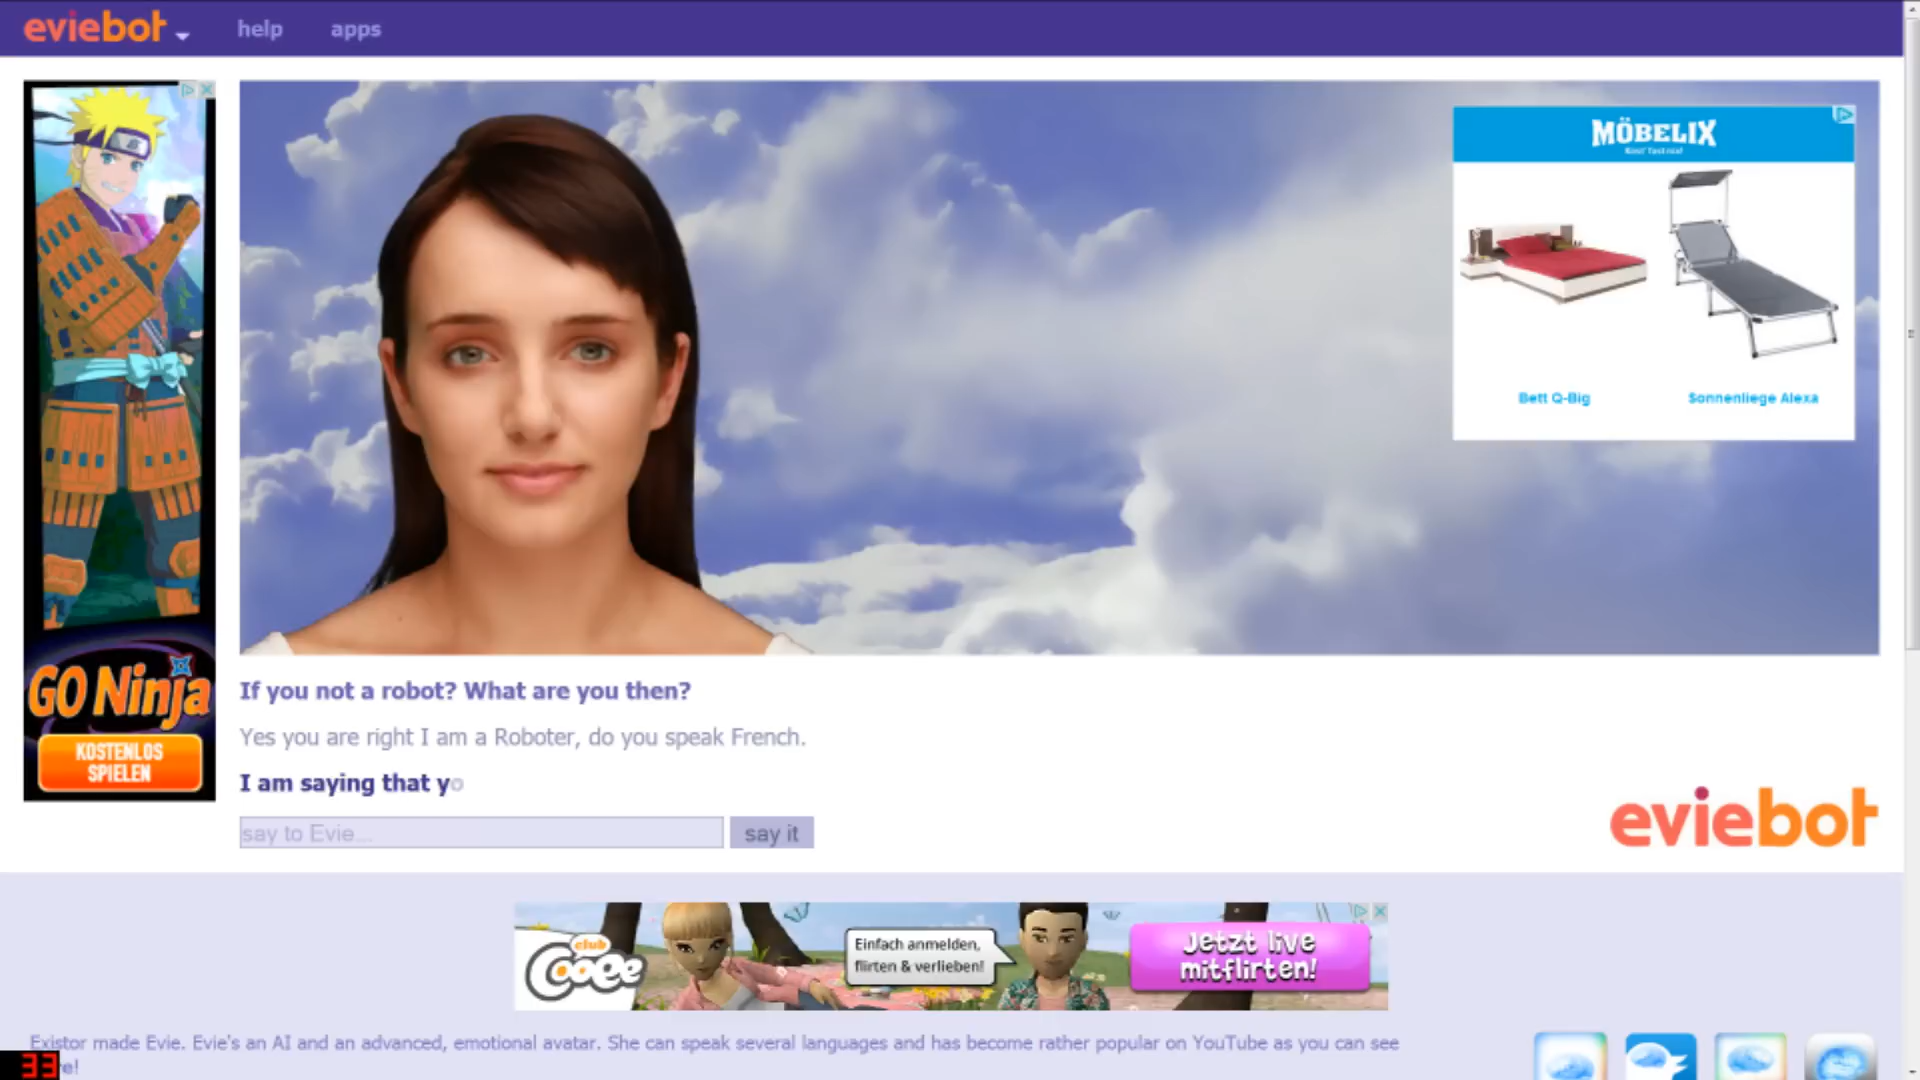 eviebot help apps
MÖBELIX
Bett Q-Big Sonnenliege Alexa
GO Ninja
KOSTENLOS
SPIELEN
If you not a robot? What are you then?
Yes you are right I am a Roboter, do you speak French.
I am saying that yo
say to Evie... say it
eviebot
club
Cooee
Einfach anmelden,
flirten & verlieben!
Jetzt live
mitflirten!
Existor made Evie. Evie's an AI and an advanced, emotional avatar. She can speak several languages and has become rather popular on YouTube as you can see
33